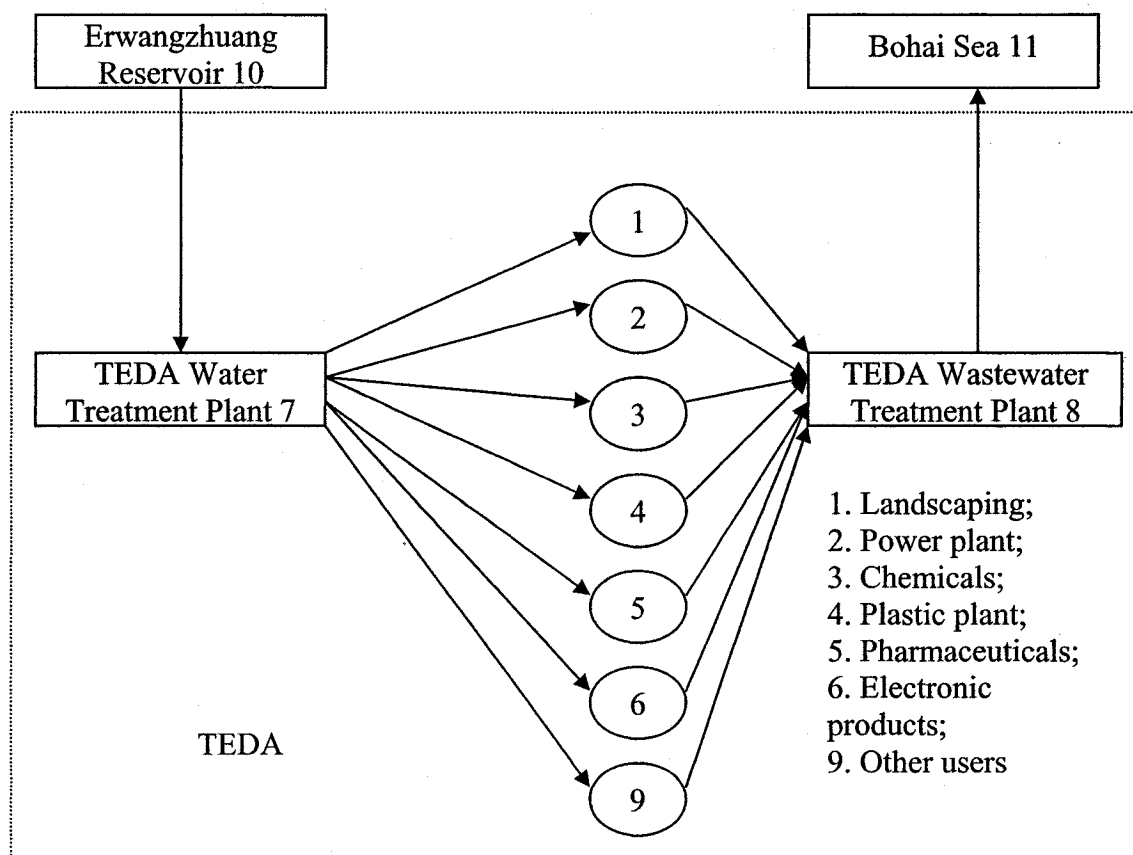 Erwangzhuang
Reservoir 10
Bohai Sea 11
1
2
TEDA Water
Treatment Plant 7
TEDA Wastewater
Treatment Plant 8
3
4
5
6
9
TEDA
1. Landscaping;
2. Power plant;
3. Chemicals;
4. Plastic plant;
5. Pharmaceuticals;
6. Electronic
products;
9. Other users